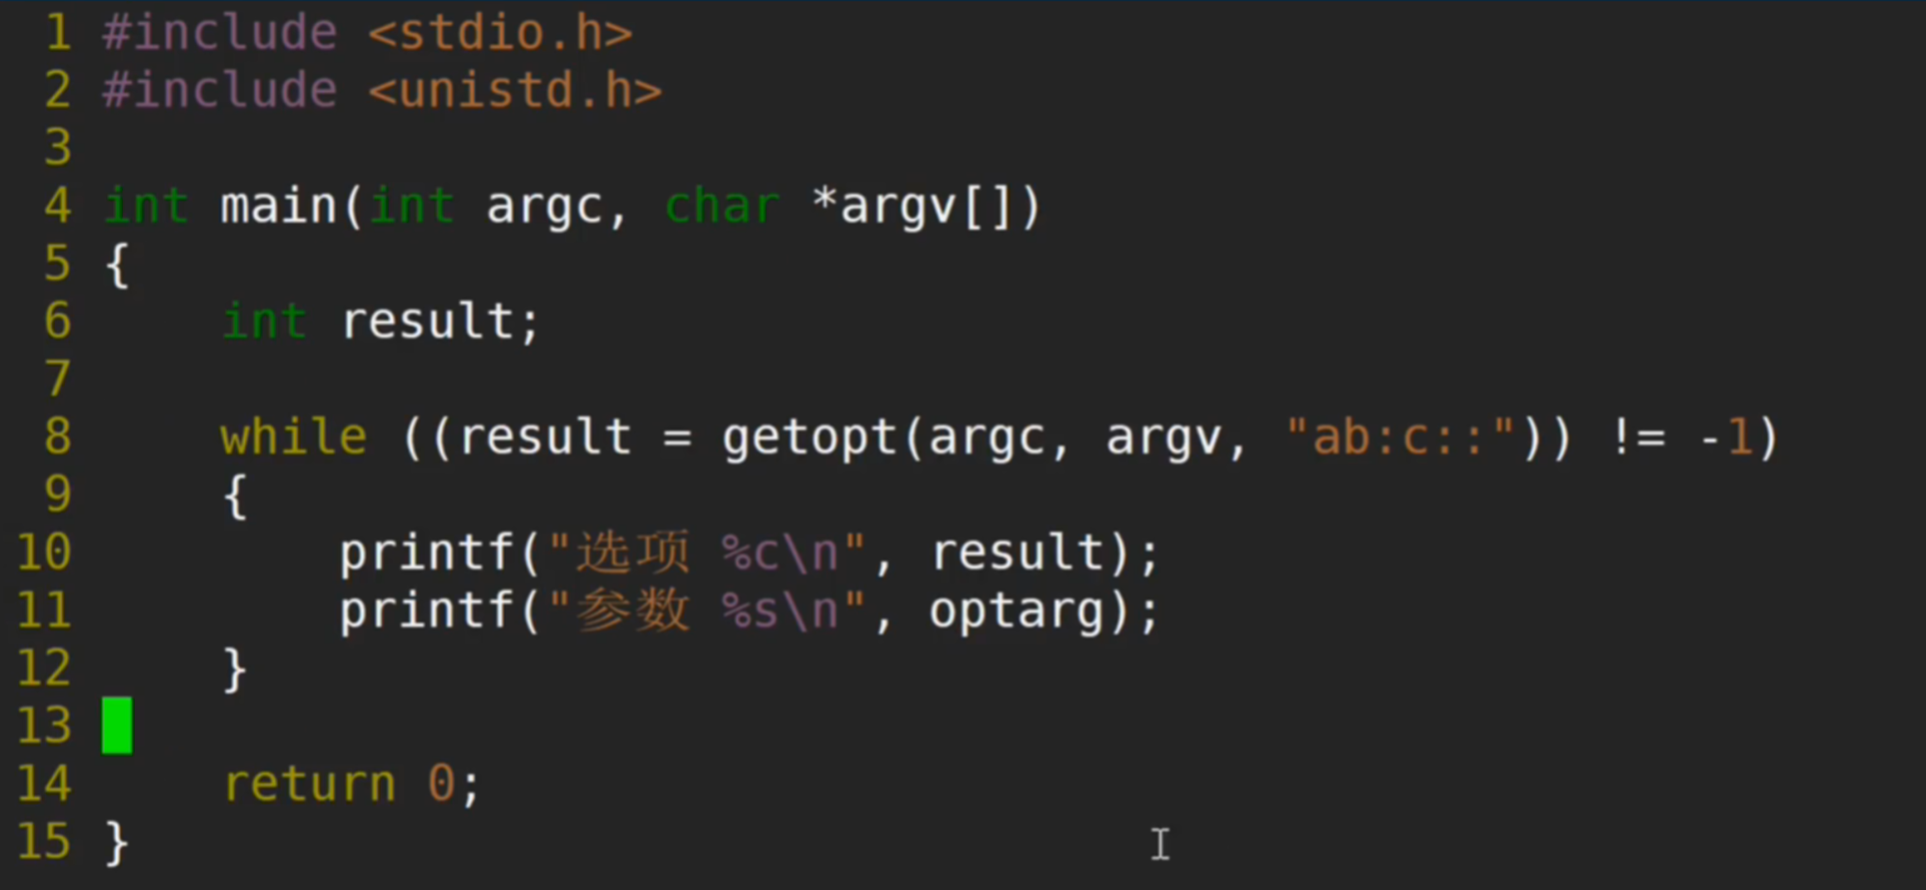 1 #include <stdio.h>
2 #include <unistd.h>
3
4 int main(int argc, char *argv[])
5 {
6     int result;
7
8     while ((result = getopt(argc, argv, "ab:c::")) != -1)
9     {
10         printf("选项 %c\n", result);
11         printf("参数 %s\n", optarg);
12     }
13
14     return 0;
15 }